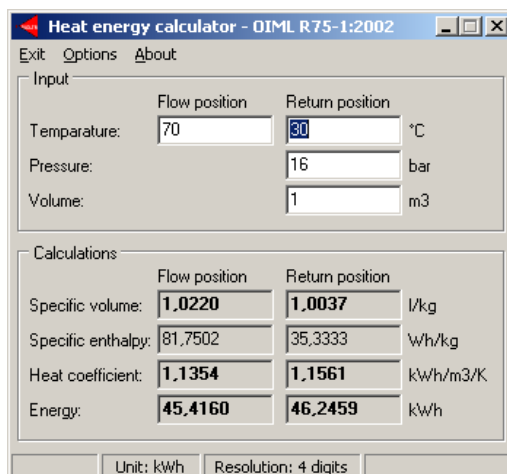 Heat energy calculator - OIML R75-1:2002
Exit Options About
Input
Flow position Return position
Temparature: 70 30 °C
Pressure: 16 bar
Volume: 1 m3
Calculations
Flow position Return position
Specific volume: 1,0220 1,0037 l/kg
Specific enthalpy: 81,7502 35,3333 Wh/kg
Heat coefficient: 1,1354 1,1561 kWh/m3/K
Energy: 45,4160 46,2459 kWh
Unit: kWh Resolution: 4 digits